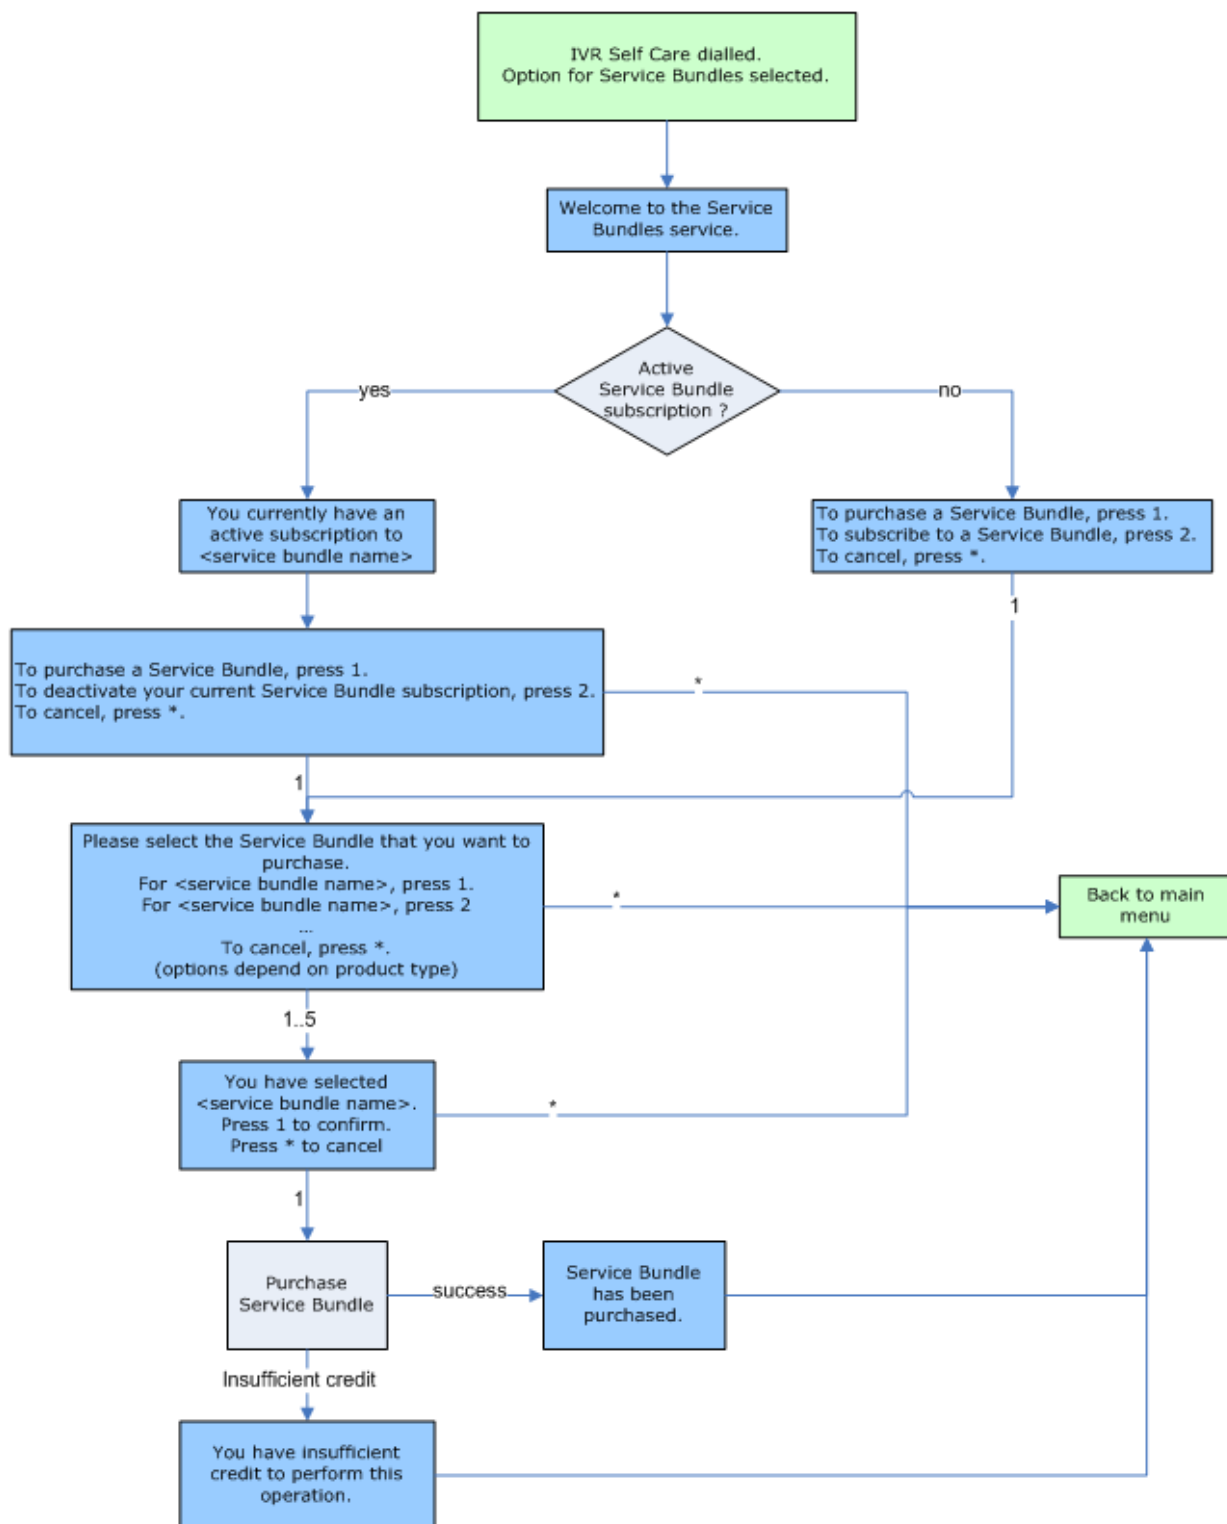 IVR Self Care dialled.
Option for Service Bundles selected.
Welcome to the Service
Bundles service.
Active
Service Bundle
subscription ?
yes
no
You currently have an
active subscription to
<service bundle name>
To purchase a Service Bundle, press 1.
To subscribe to a Service Bundle, press 2.
To cancel, press *.
1
To purchase a Service Bundle, press 1.
To deactivate your current Service Bundle subscription, press 2.
To cancel, press *.
*
1
Please select the Service Bundle that you want to
purchase.
For <service bundle name>, press 1.
For <service bundle name>, press 2
...
To cancel, press *.
(options depend on product type)
*
Back to main
menu
1..5
You have selected
<service bundle name>.
Press 1 to confirm.
Press * to cancel
*
1
Purchase
Service Bundle
success
Service Bundle
has been
purchased.
Insufficient credit
You have insufficient
credit to perform this
operation.